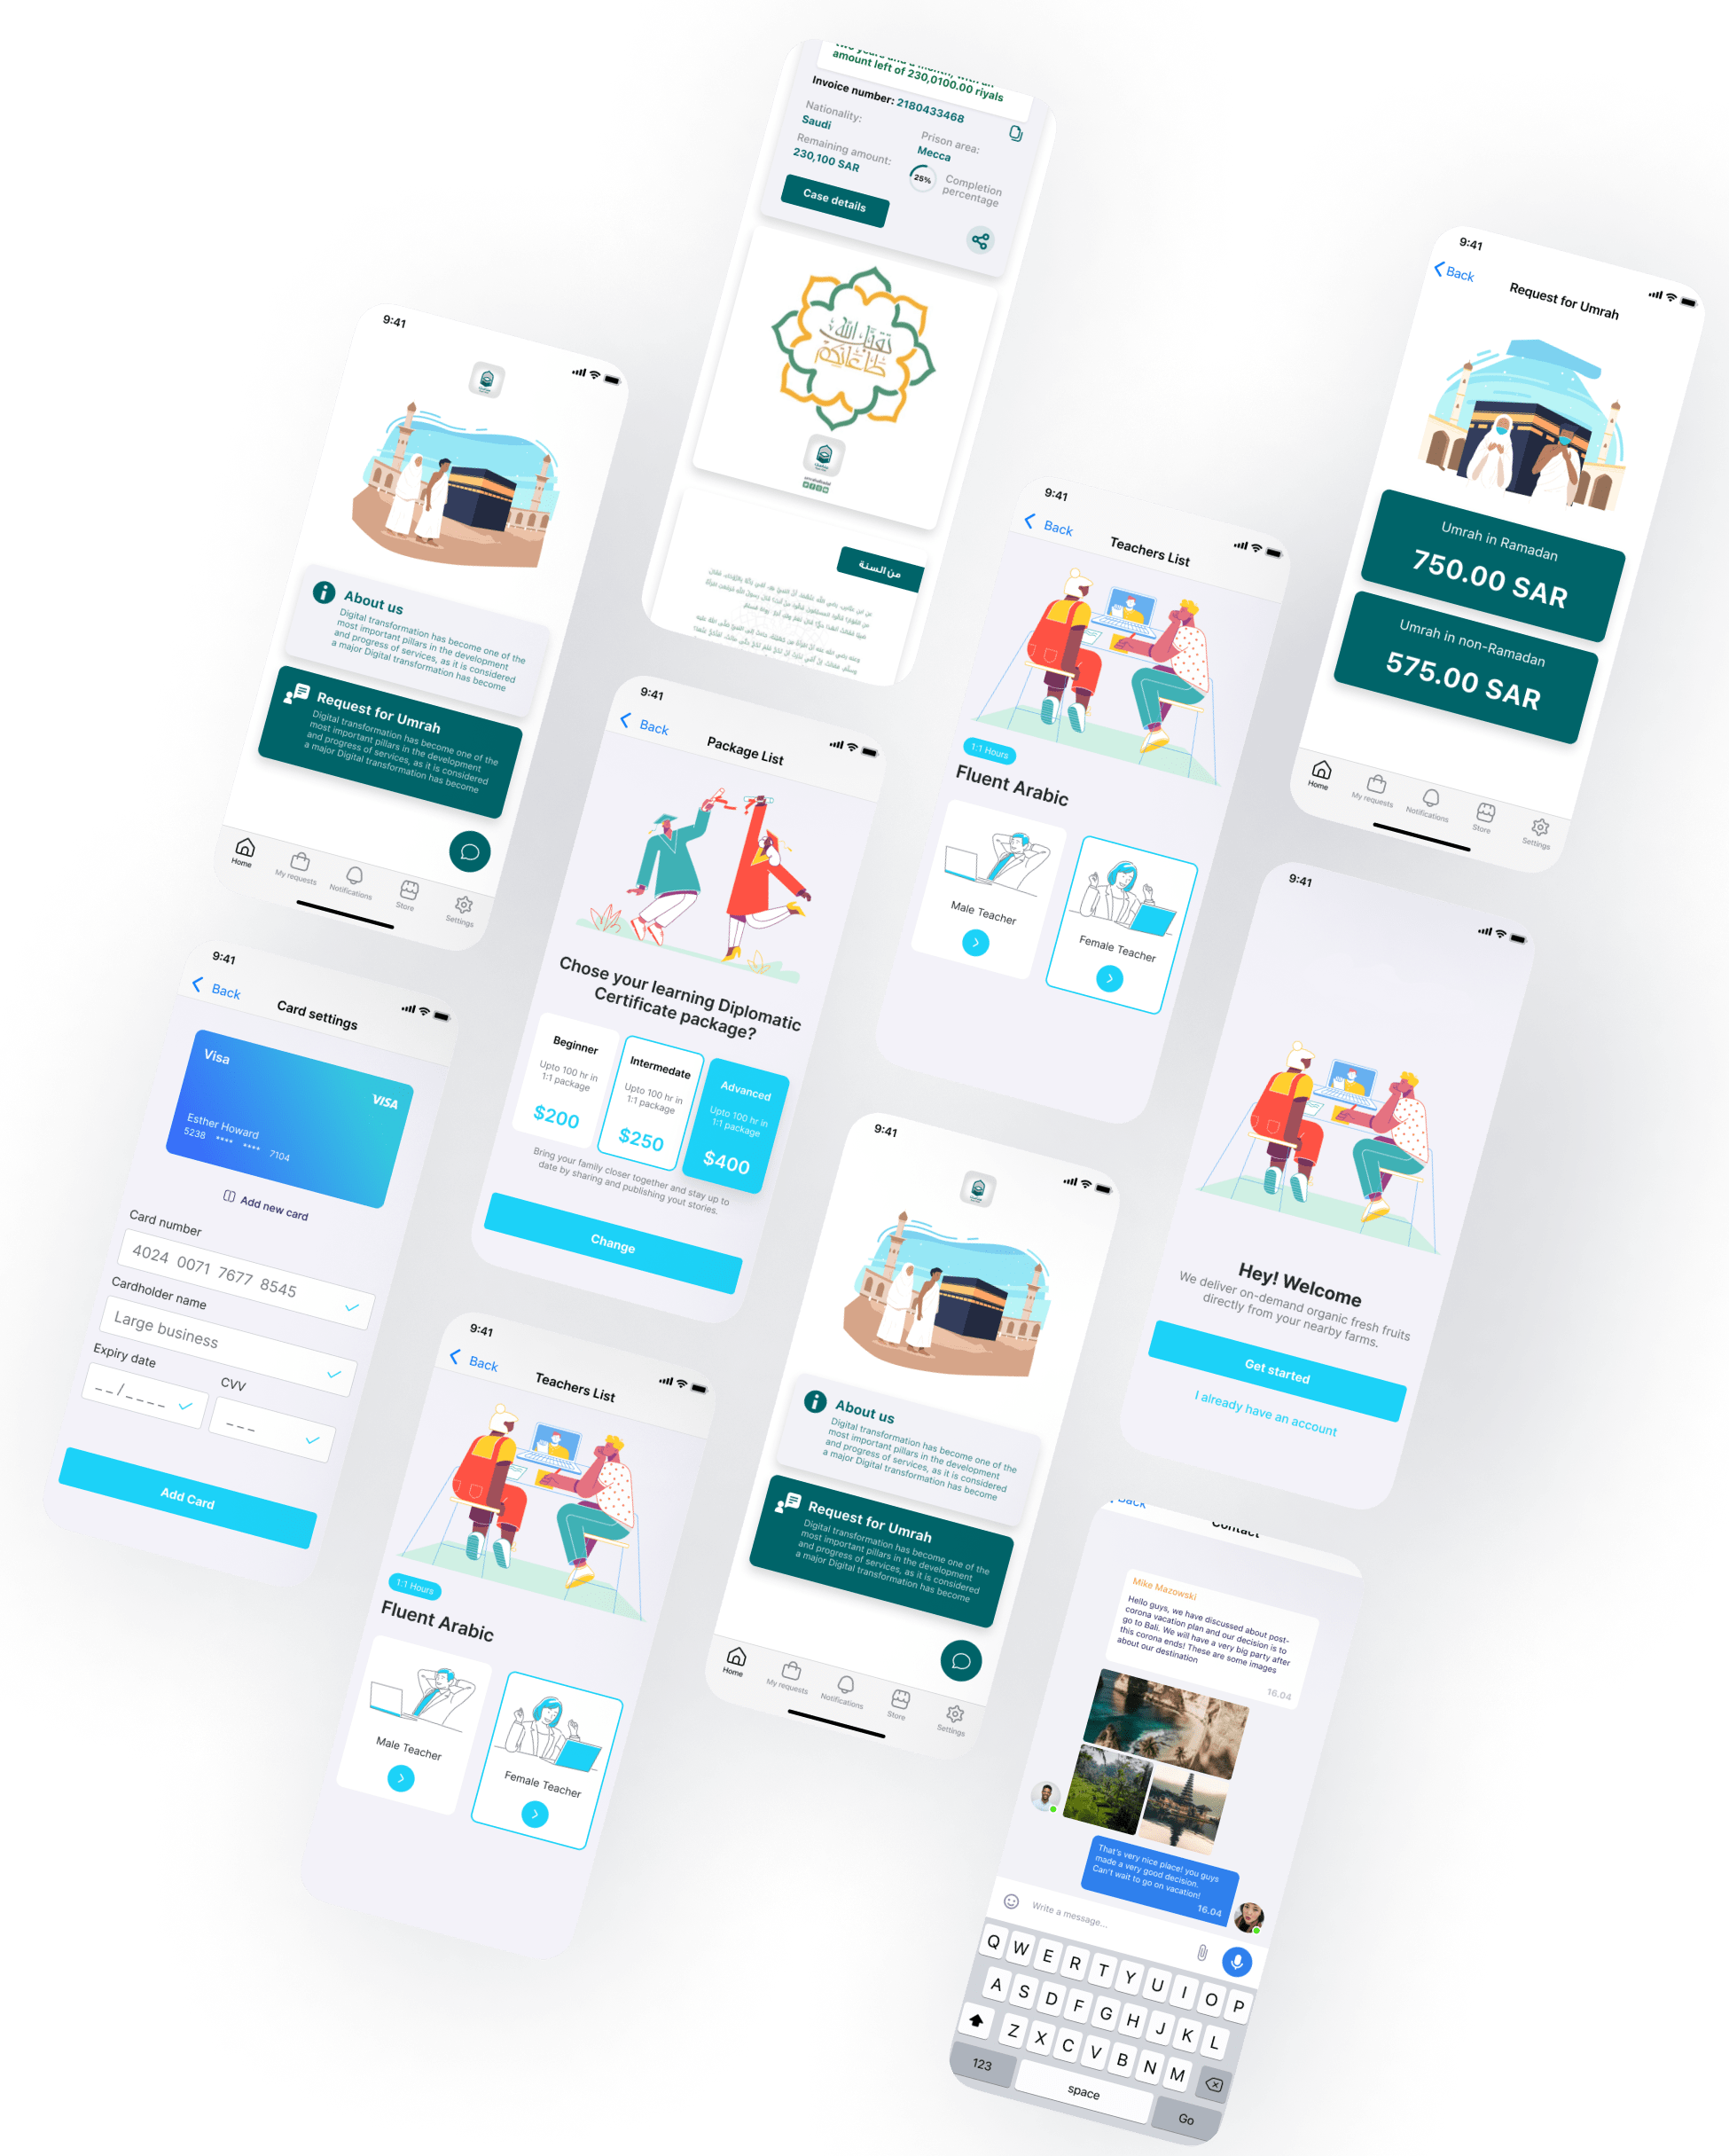 amount left of 230,0100.00 riyals
Invoice number: 2180433468
Nationality:
Saudi
Prison area:
Mecca
Remaining amount:
230,100 SAR
25%
Completion
percentage
Case details
تقبل الله
طاعاتكم
من السنة
9:41
Back
Request for Umrah
Umrah in Ramadan
750.00 SAR
Umrah in non-Ramadan
575.00 SAR
Home
My requests
Notifications
Store
Settings
9:41
About us
Digital transformation has become one of the
most important pillars in the development
and progress of services, as it is considered
a major Digital transformation has become
Request for Umrah
Digital transformation has become one of the
most important pillars in the development
and progress of services, as it is considered
a major Digital transformation has become
Home
My requests
Notifications
Store
Settings
9:41
Back
Teachers List
1:1 Hours
Fluent Arabic
Male Teacher
Female Teacher
9:41
Back
Package List
Chose your learning Diplomatic
Certificate package?
Beginner
Upto 100 hr in
1:1 package
$200
Intermedate
Upto 100 hr in
1:1 package
$250
Advanced
Upto 100 hr in
1:1 package
$400
Bring your family closer together and stay up to
date by sharing and publishing yout stories.
Change
9:41
Hey! Welcome
We deliver on-demand organic fresh fruits
directly from your nearby farms.
Get started
I already have an account
9:41
Back
Card settings
Visa
VISA
Esther Howard
5238 **** **** 7104
Add new card
Card number
4024 0071 7677 8545
Cardholder name
Large business
Expiry date
CVV
__/____
___
Add Card
9:41
About us
Digital transformation has become one of the
most important pillars in the development
and progress of services, as it is considered
a major Digital transformation has become
Request for Umrah
Digital transformation has become one of the
most important pillars in the development
and progress of services, as it is considered
a major Digital transformation has become
Home
My requests
Notifications
Store
Settings
9:41
Back
Teachers List
1:1 Hours
Fluent Arabic
Male Teacher
Female Teacher
Back
Contact
Mike Mazowski
Hello guys, we have discussed about post-
corona vacation plan and our decision is to
go to Bali. We will have a very big party after
this corona ends! These are some images
about our destination
16.04
That's very nice place! you guys
made a very good decision.
Can't wait to go on vacation!
16.04
Write a message...
Q W E R T Y U I O P
A S D F G H J K L
Z X C V B N M
123
space
Go